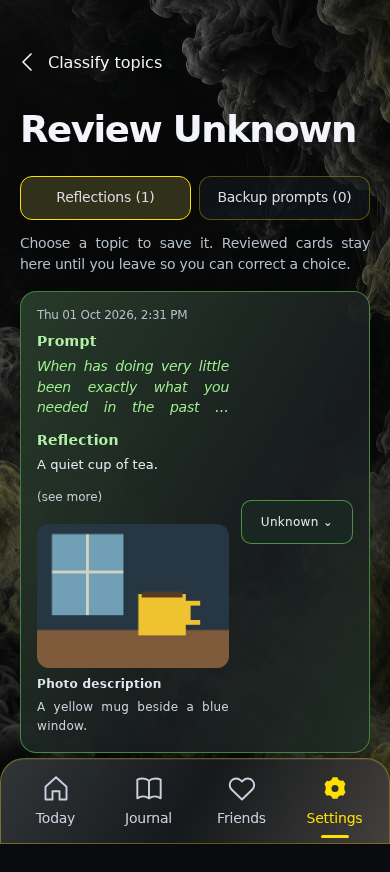 Classify topics
Review Unknown
Reflections (1)
Backup prompts (0)
Choose a topic to save it. Reviewed cards stay
here until you leave so you can correct a choice.
Thu 01 Oct 2026, 2:31 PM
Prompt
When has doing very little
been exactly what you
needed in the past ...
Reflection
A quiet cup of tea.
(see more)
Unknown
Photo description
A yellow mug beside a blue
window.
Today
Journal
Friends
Settings